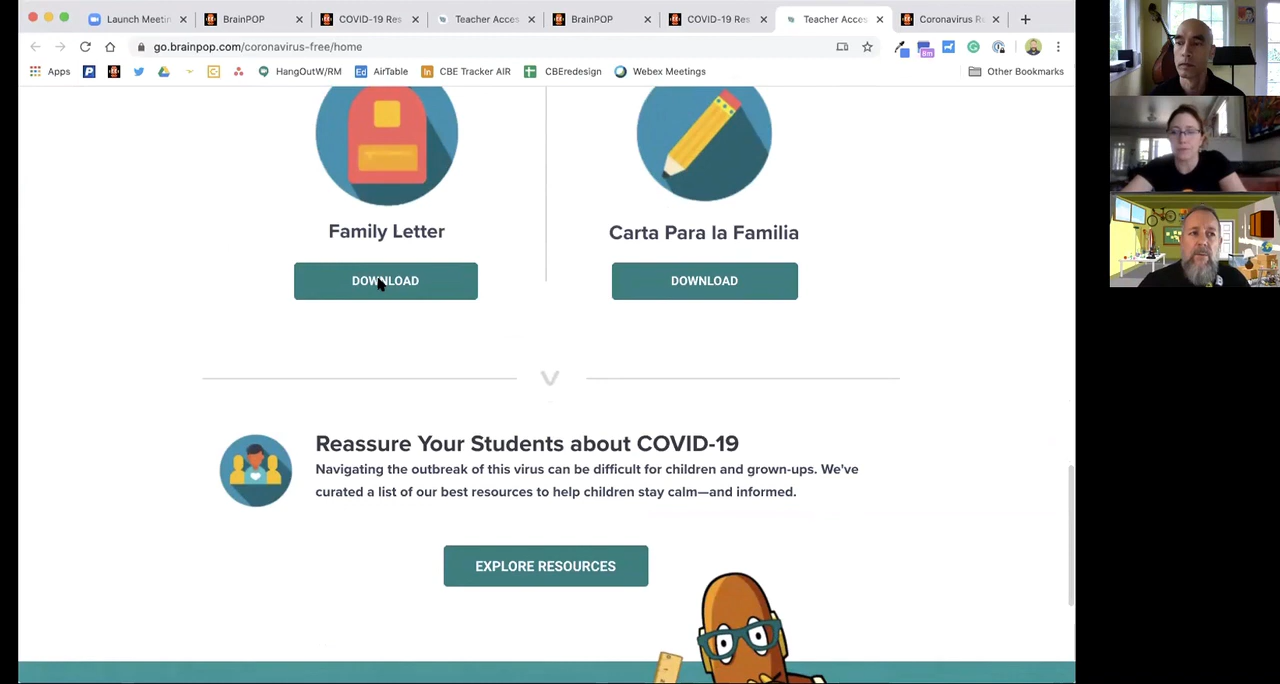 Launch Meetin
BrainPOP
COVID-19 Res
Teacher Acces
BrainPOP
COVID-19 Res
Teacher Acces
Coronavirus R
go.brainpop.com/coronavirus-free/home
Apps
HangOutW/RM
Ed AirTable
in CBE Tracker AIR
CBEredesign
Webex Meetings
Other Bookmarks
Family Letter
Carta Para la Familia
DOWNLOAD
DOWNLOAD
Reassure Your Students about COVID-19
Navigating the outbreak of this virus can be difficult for children and grown-ups. We've
curated a list of our best resources to help children stay calm—and informed.
EXPLORE RESOURCES